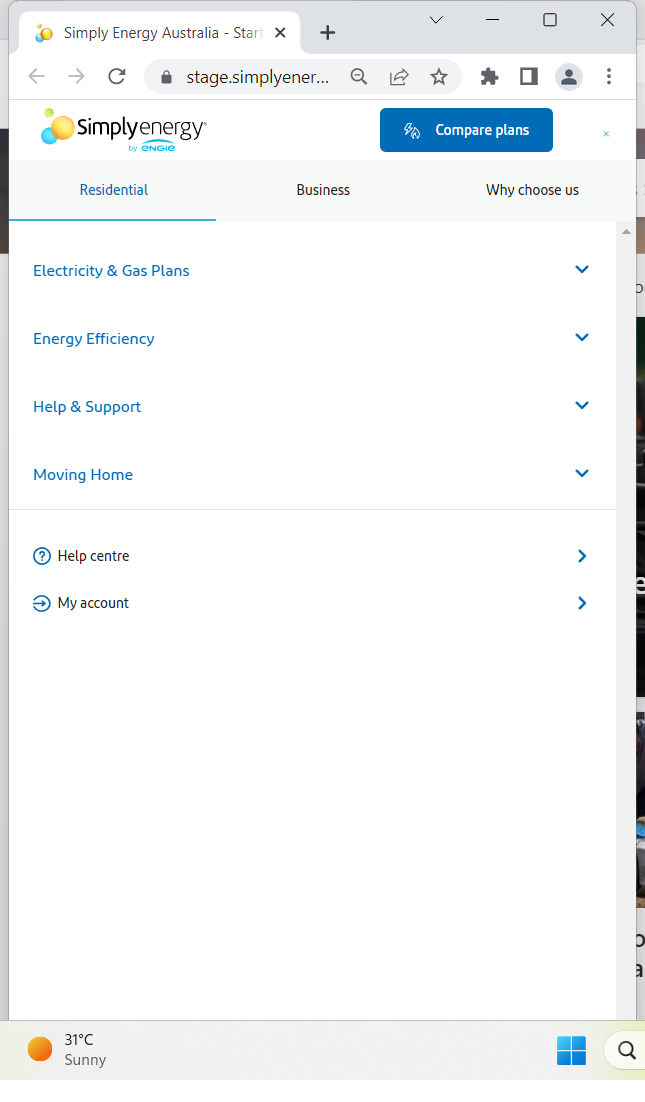 Simply Energy Australia - Start
stage.simplyener...
Simplyenergy
by ENGIE
Compare plans
Residential
Business
Why choose us
Electricity & Gas Plans
Energy Efficiency
Help & Support
Moving Home
Help centre
My account
31°C
Sunny